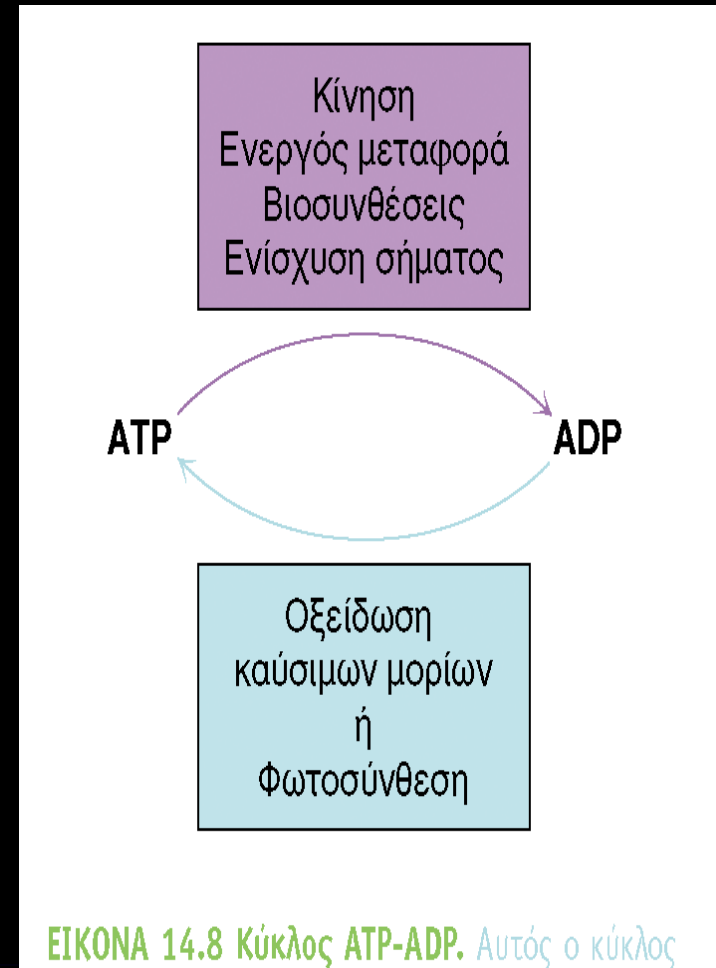 Κίνηση
Ενεργός μεταφορά
Βιοσυνθέσεις
Ενίσχυση σήματος
ATP
ADP
Οξείδωση
καύσιμων μορίων
ή
Φωτοσύνθεση
ΕΙΚΟΝΑ 14.8 Κύκλος ATP-ADP. Αυτός ο κύκλος